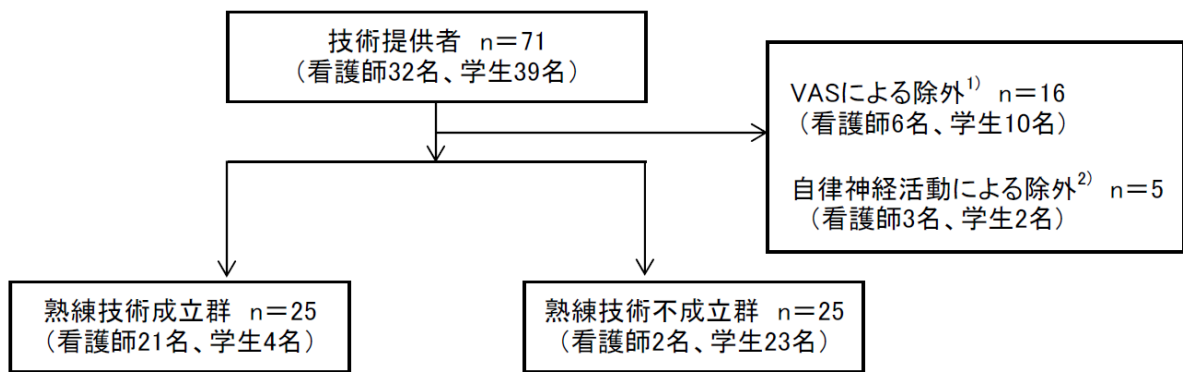 技術提供者 n=71
(看護師32名、学生39名)
VASによる除外1) n=16
(看護師6名、学生10名)
自律神経活動による除外2) n=5
(看護師3名、学生2名)
熟練技術成立群 n=25
(看護師21名、学生4名)
熟練技術不成立群 n=25
(看護師2名、学生23名)